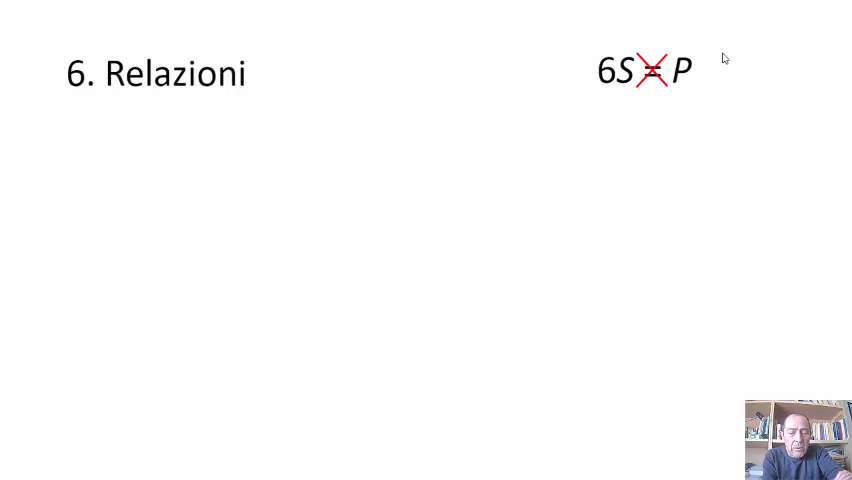 6. Relazioni
6S = P